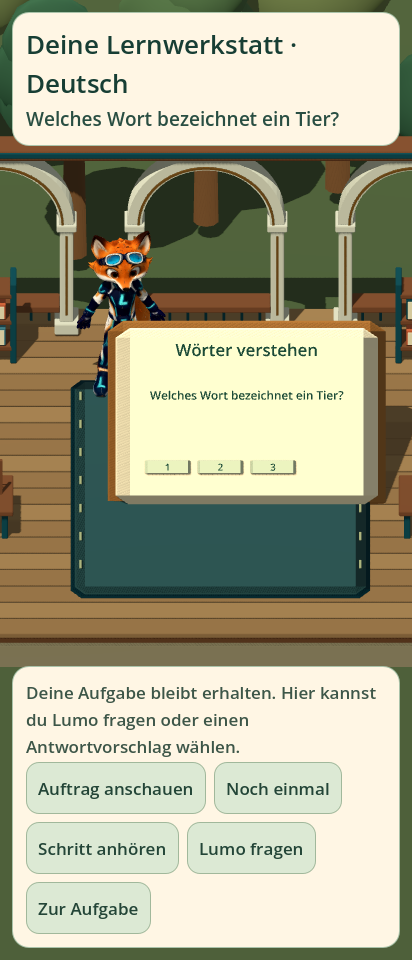 Deine Lernwerkstatt ·
Deutsch
Welches Wort bezeichnet ein Tier?
Wörter verstehen
Welches Wort bezeichnet ein Tier?
1 2 3
Deine Aufgabe bleibt erhalten. Hier kannst
du Lumo fragen oder einen
Antwortvorschlag wählen.
Auftrag anschauen Noch einmal
Schritt anhören Lumo fragen
Zur Aufgabe